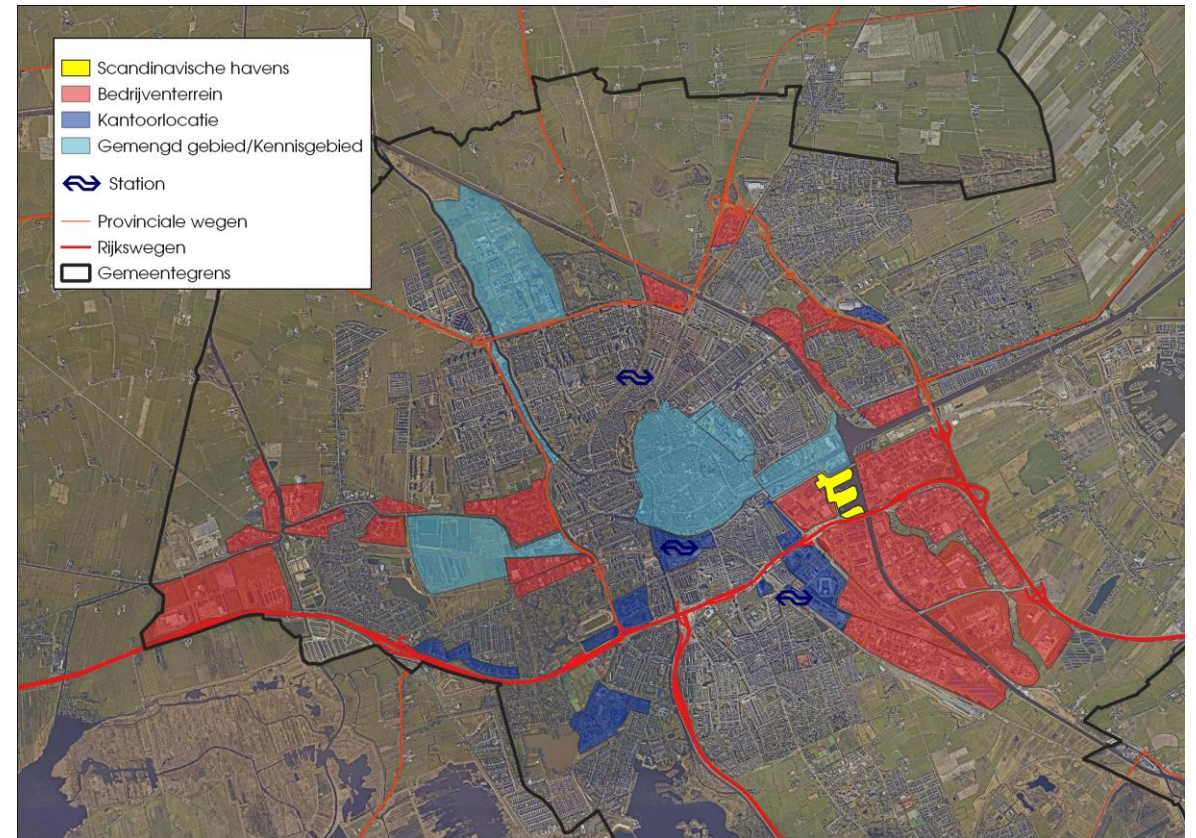 Scandinavische havens
Bedrijventerrein
Kantoorlocatie
Gemengd gebied/Kennisgebied
Station
Provinciale wegen
Rijkswegen
Gemeentegrens